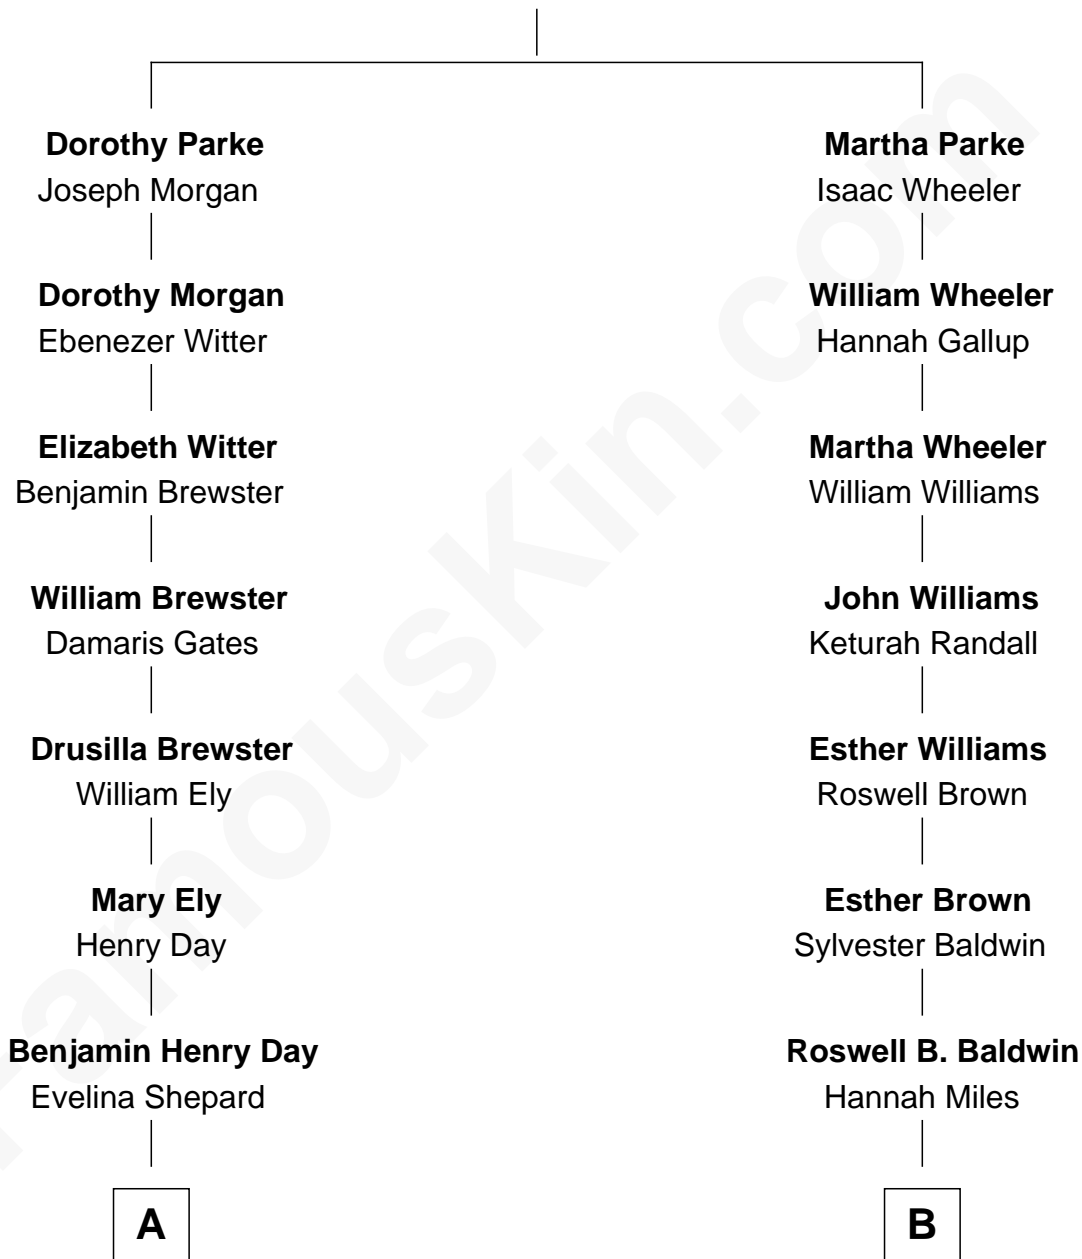 Dorothy Parke
Joseph Morgan
Dorothy Morgan
Ebenezer Witter
Elizabeth Witter
Benjamin Brewster
William Brewster
Damaris Gates
Drusilla Brewster
William Ely
Mary Ely
Henry Day
Benjamin Henry Day
Evelina Shepard
A
Martha Parke
Isaac Wheeler
William Wheeler
Hannah Gallup
Martha Wheeler
William Williams
John Williams
Keturah Randall
Esther Williams
Roswell Brown
Esther Brown
Sylvester Baldwin
Roswell B. Baldwin
Hannah Miles
B
FamousKin.com